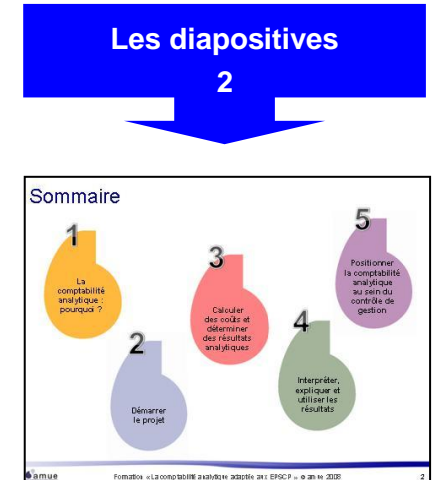 Les diapositives
2
Sommaire
1
La
comptabilité
analytique :
pourquoi ?
2
Démarrer
le projet
3
Calculer
des coûts et
déterminer
des résultats
analytiques
4
Interpréter,
expliquer et
utiliser les
résultats
5
Positionner
la comptabilité
analytique
au sein du
contrôle de
gestion
amue
Formation « La comptabilité analytique adaptée aux EPSCP » © amue 2008
2